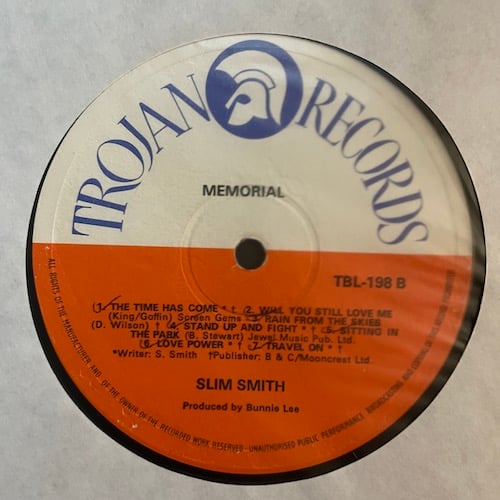 TROJAN RECORDS
MEMORIAL
TBL-198 B
(1. THE TIME HAS COME * † (2. WILL YOU STILL LOVE ME
(King/Goffin) Screen Gems (3. RAIN FROM THE SKIES
(D. Wilson) † (4. STAND UP AND FIGHT * † (5. SITTING IN
THE PARK (B. Stewart) Jewel Music Pub. Ltd.
(6. LOVE POWER * † (7. TRAVEL ON * †
*Writer: S. Smith †Publisher: B & C/Mooncrest Ltd.
SLIM SMITH
Produced by Bunnie Lee
ALL RIGHTS OF THE MANUFACTURER AND OF THE OWNER OF THE RECORDED WORK RESERVED - UNAUTHORISED PUBLIC PERFORMANCE BROADCASTING AND COPYING OF THIS RECORD PROHIBITED